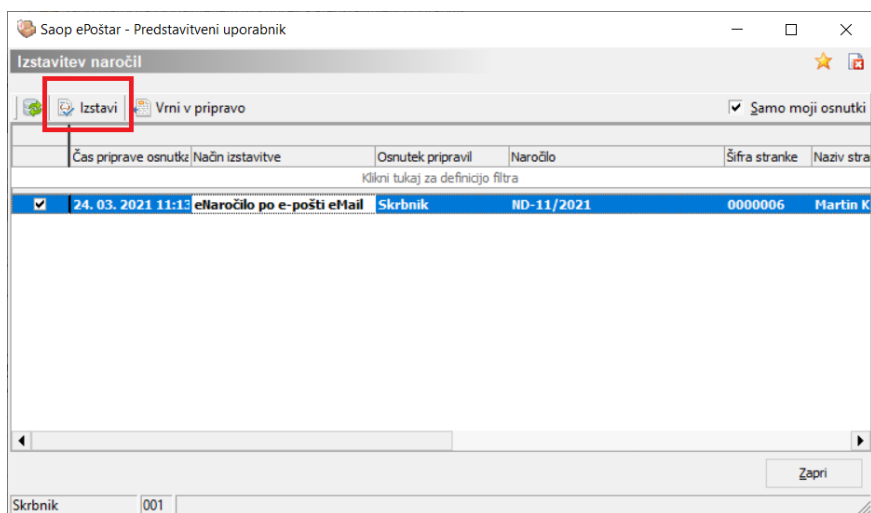 Saop ePoštar - Predstavitveni uporabnik
Izstavitev naročil
Izstavi Vrni v pripravo Samo moji osnutki
Čas priprave osnutka Način izstavitve Osnutek pripravil Naročilo Šifra stranke Naziv stra
Klikni tukaj za definicijo filtra
24. 03. 2021 11:13 eNaročilo po e-pošti eMail Skrbnik ND-11/2021 0000006 Martin K
Zapri
Skrbnik 001